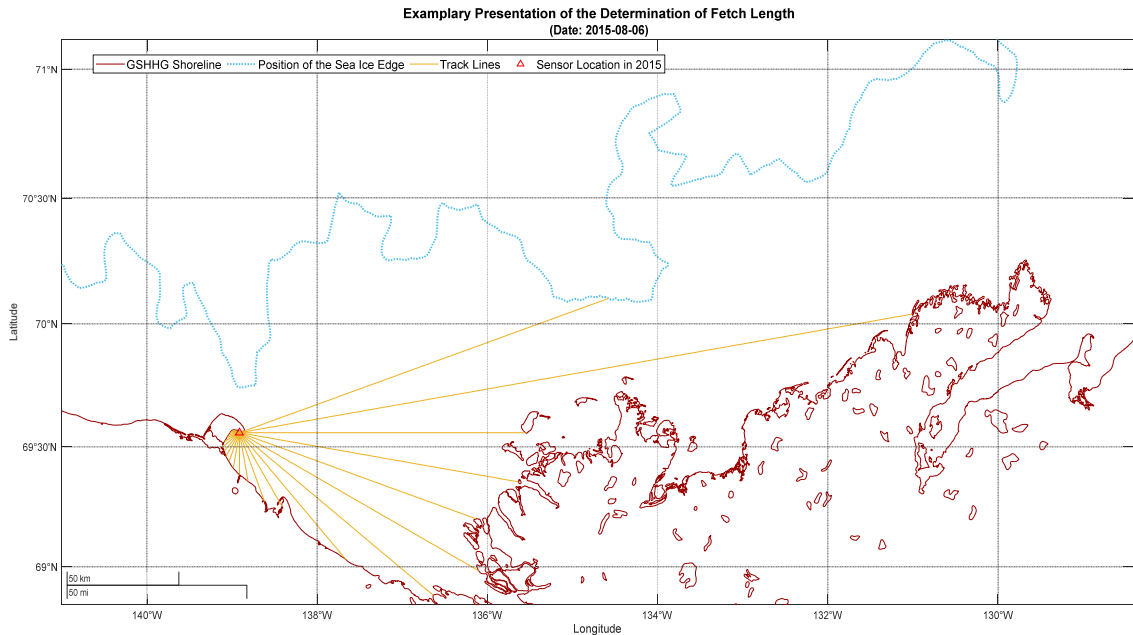 Examplary Presentation of the Determination of Fetch Length
(Date: 2015-08-06)
GSHHG Shoreline Position of the Sea Ice Edge Track Lines Sensor Location in 2015
71°N
70°30'N
70°N
69°30'N
69°N
Latitude
50 km
50 mi
140°W 138°W 136°W 134°W 132°W 130°W
Longitude